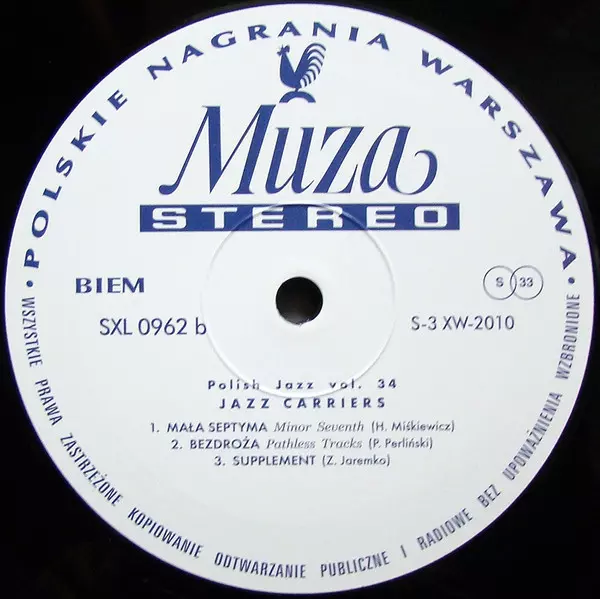 • POLSKIE NAGRANIA WARSZAWA •
Muza
STEREO
BIEM
S 33
SXL 0962 b
S-3 XW-2010
Polish Jazz vol. 34
JAZZ CARRIERS
1. MAŁA SEPTYMA Minor Seventh (H. Miśkiewicz)
2. BEZDROŻA Pathless Tracks (P. Perliński)
3. SUPPLEMENT (Z. Jaremko)
WSZYSTKIE PRAWA ZASTRZEŻONE KOPIOWANIE ODTWARZANIE PUBLICZNE I RADIOWE BEZ UPOWAŻNIENIA WZBRONIONE